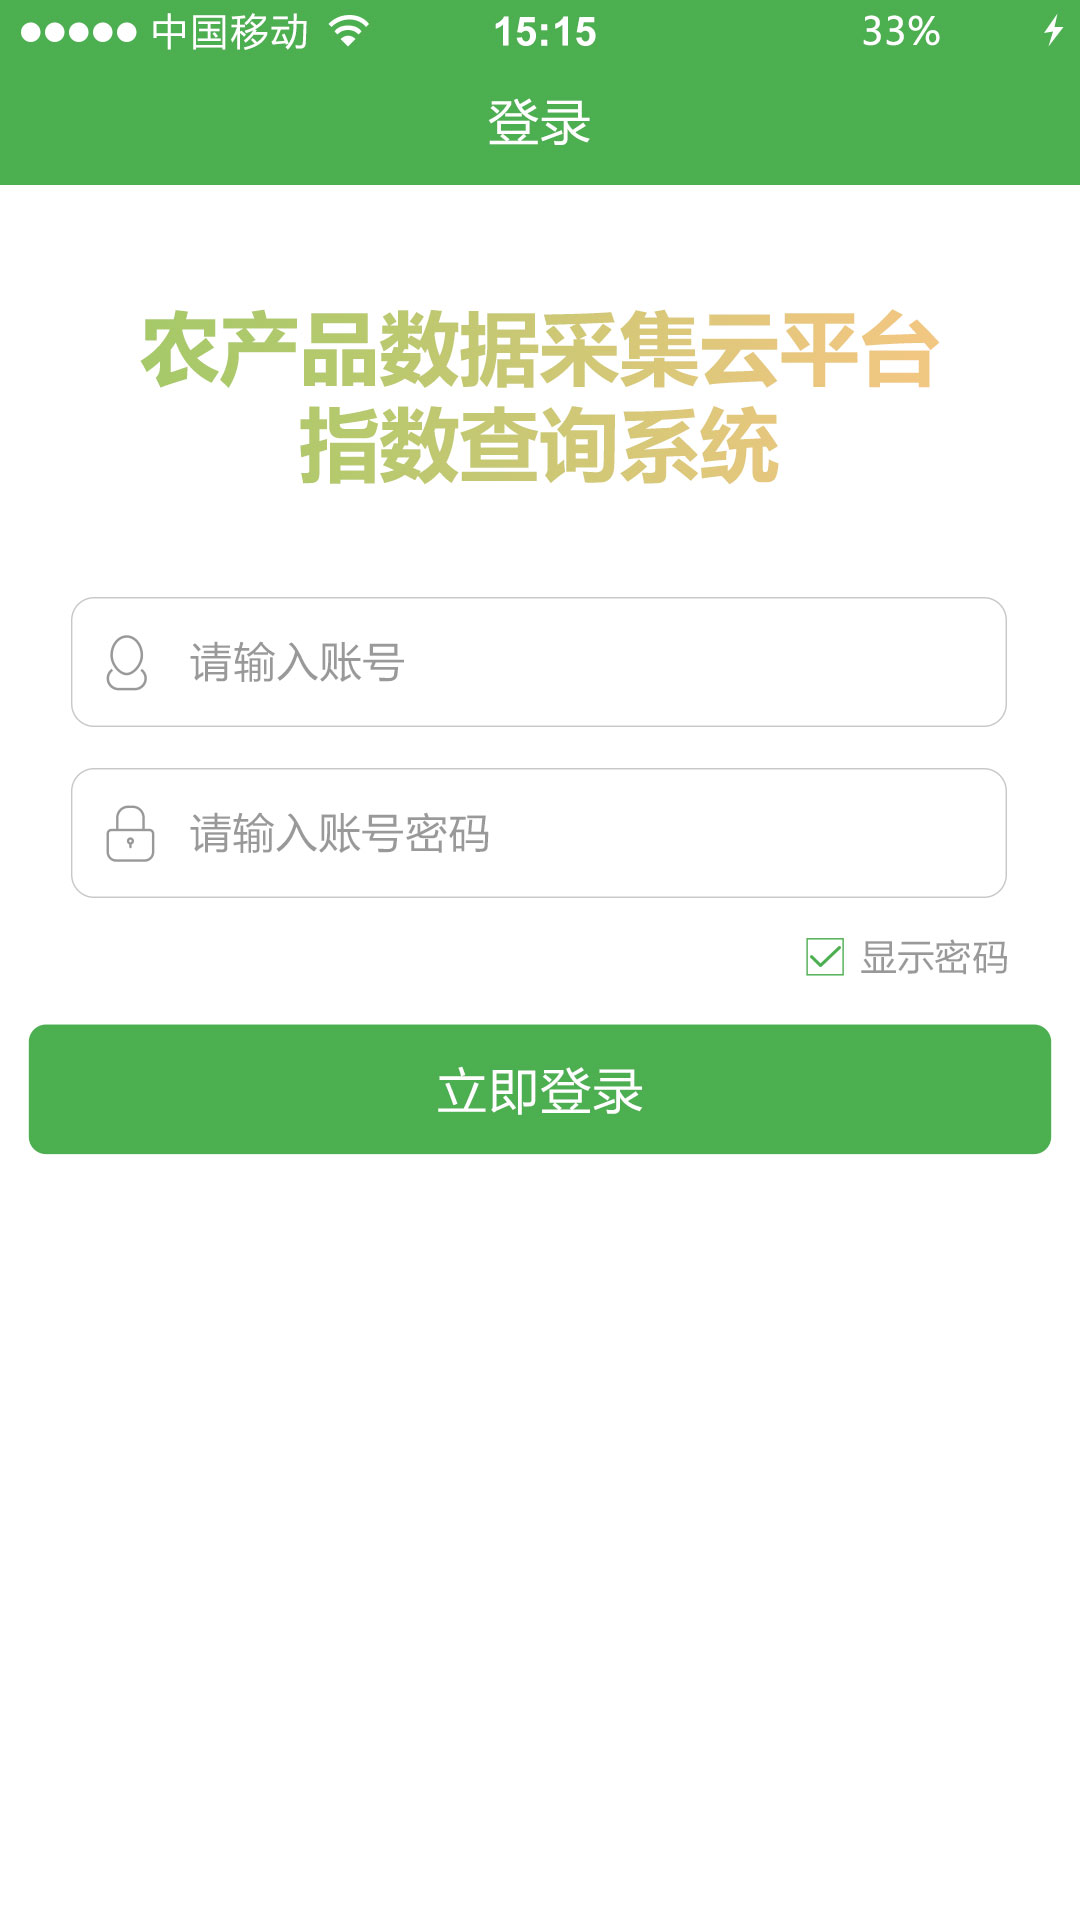 中国移动 15:15 33%
登录
农产品数据采集云平台
指数查询系统
请输入账号
请输入账号密码
显示密码
立即登录